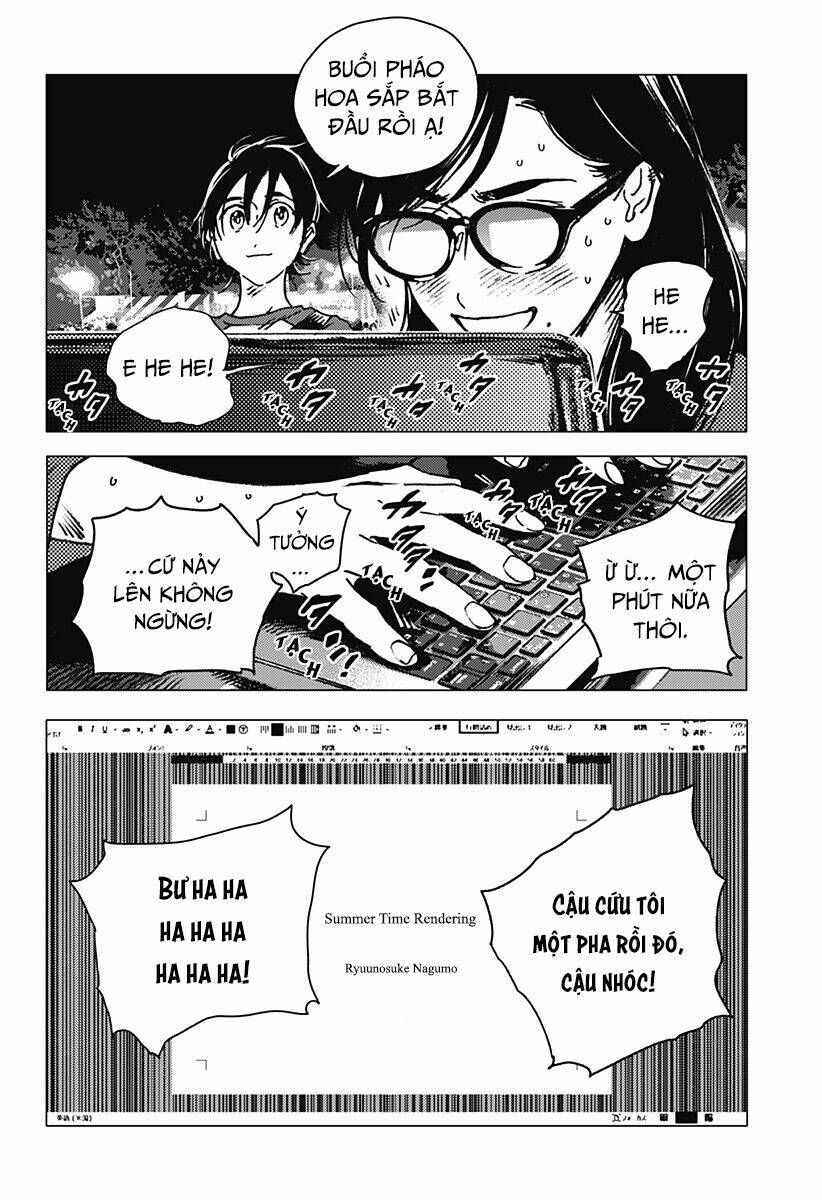 BUỔI PHÁO
HOA SẮP BẮT
ĐẦU RỒI Ạ!
HE
HE...
E HE HE!
TẠCH
TẠCH
TẠCH
TẠCH
TẠCH
TẠCH
Ý
TƯỞNG
...
...CỨ NẢY
LÊN KHÔNG
NGỪNG!
TẠCH
TẠCH
TẠCH
TẠCH
Ừ Ừ... MỘT
PHÚT NỮA
THÔI.
BƯ HA HA
HA HA HA
HA HA HA!
Summer Time Rendering
Ryuunosuke Nagumo
CẬU CỨU TÔI
MỘT PHA RỒI ĐÓ,
CẬU NHÓC!